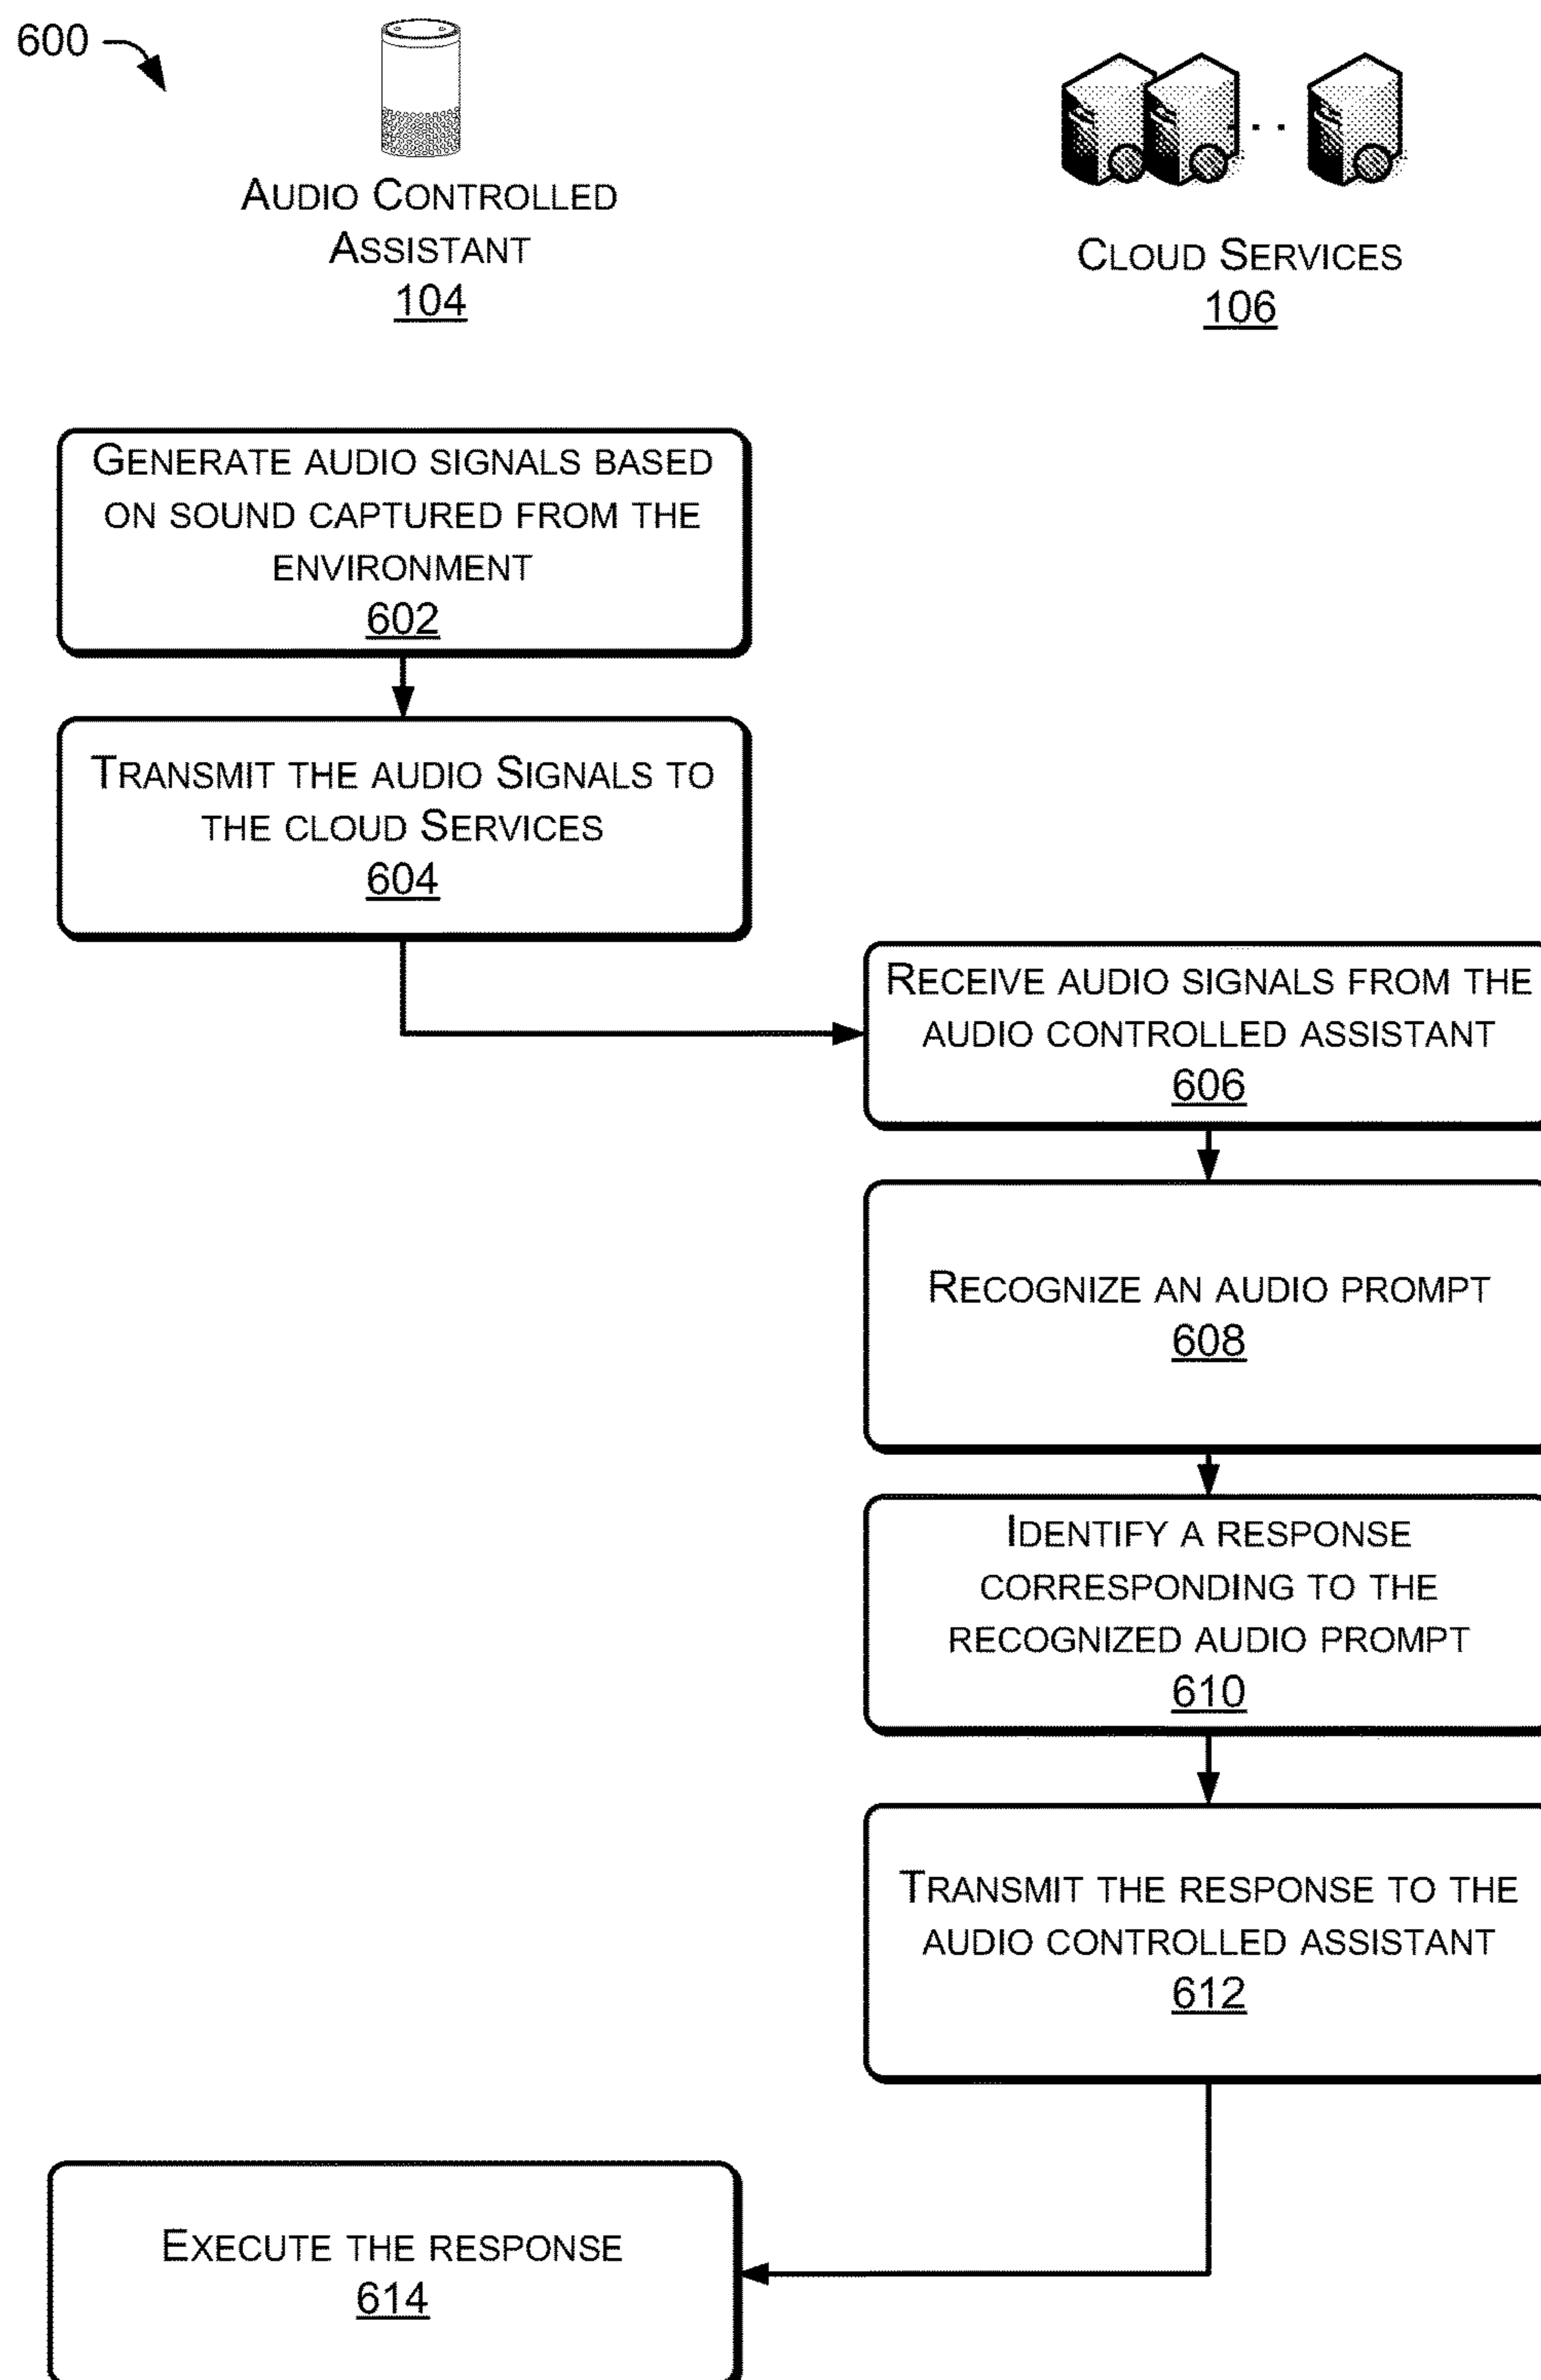 600
AUDIO CONTROLLED
ASSISTANT
104
CLOUD SERVICES
106
GENERATE AUDIO SIGNALS BASED
ON SOUND CAPTURED FROM THE
ENVIRONMENT
602
TRANSMIT THE AUDIO SIGNALS TO
THE CLOUD SERVICES
604
RECEIVE AUDIO SIGNALS FROM THE
AUDIO CONTROLLED ASSISTANT
606
RECOGNIZE AN AUDIO PROMPT
608
IDENTIFY A RESPONSE
CORRESPONDING TO THE
RECOGNIZED AUDIO PROMPT
610
TRANSMIT THE RESPONSE TO THE
AUDIO CONTROLLED ASSISTANT
612
EXECUTE THE RESPONSE
614